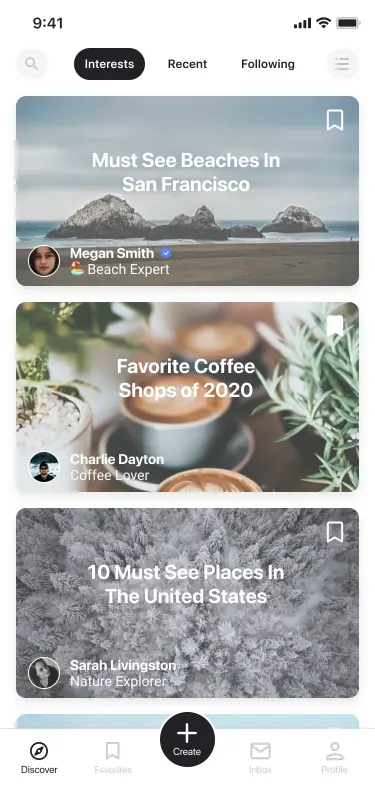 9:41
Interests
Recent
Following
Must See Beaches In
San Francisco
Megan Smith
🏖️ Beach Expert
Favorite Coffee
Shops of 2020
Charlie Dayton
Coffee Lover
10 Must See Places In
The United States
Sarah Livingston
Nature Explorer
Discover
Favorites
Create
Inbox
Profile